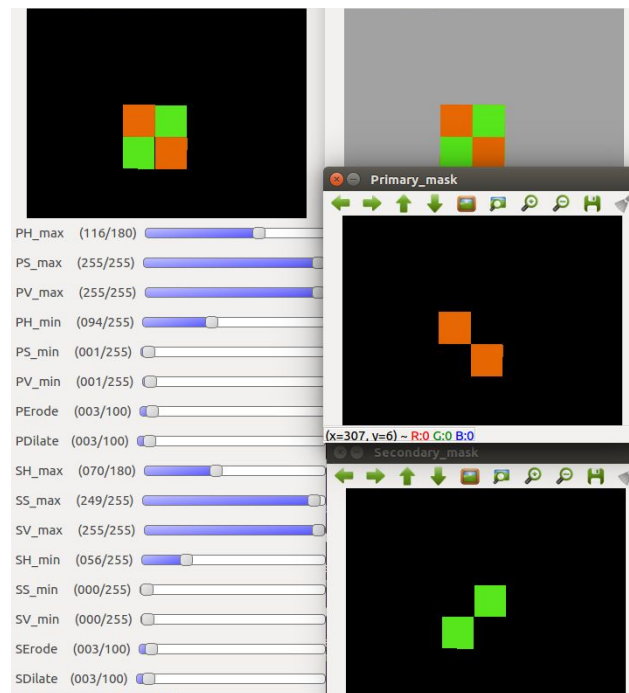 Primary_mask
PH_max (116/180)
PS_max (255/255)
PV_max (255/255)
PH_min (094/255)
PS_min (001/255)
PV_min (001/255)
PErode (003/100)
PDilate (003/100)
(x=307, y=6) ~ R:0 G:0 B:0
Secondary_mask
SH_max (070/180)
SS_max (249/255)
SV_max (255/255)
SH_min (056/255)
SS_min (000/255)
SV_min (000/255)
SErode (003/100)
SDilate (003/100)